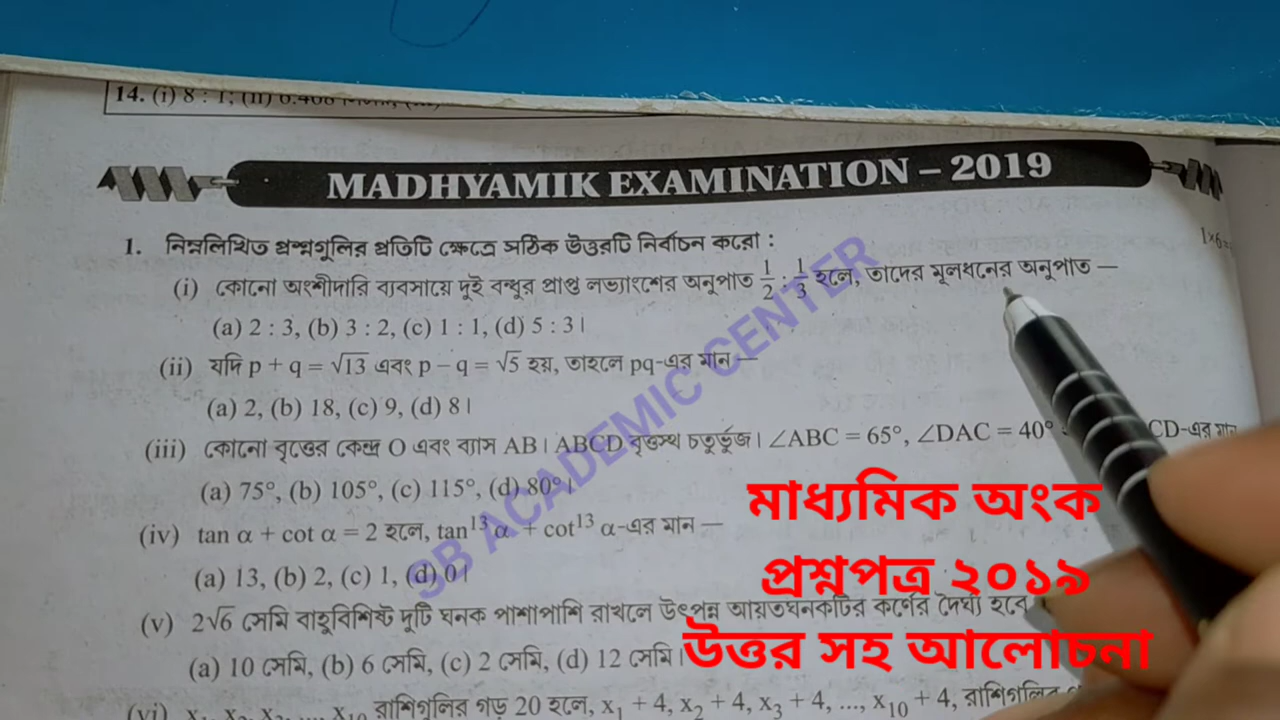 14. (i) 8 : 1; (ii)
MADHYAMIK EXAMINATION – 2019
1. নিম্নলিখিত প্রশ্নগুলির প্রতিটি ক্ষেত্রে সঠিক উত্তরটি নির্বাচন করো : 1×6=
(i) কোনো অংশীদারি ব্যবসায়ে দুই বন্ধুর প্রাপ্ত লভ্যাংশের অনুপাত 1/2 : 1/3 হলে, তাদের মূলধনের অনুপাত —
(a) 2 : 3, (b) 3 : 2, (c) 1 : 1, (d) 5 : 3।
(ii) যদি p + q = √13 এবং p – q = √5 হয়, তাহলে pq-এর মান —
(a) 2, (b) 18, (c) 9, (d) 8।
(iii) কোনো বৃত্তের কেন্দ্র O এবং ব্যাস AB। ABCD বৃত্তস্থ চতুর্ভুজ। ∠ABC = 65°, ∠DAC = 40° CD-এর মান
(a) 75°, (b) 105°, (c) 115°, (d) 80°।
(iv) tan α + cot α = 2 হলে, tan¹³ α + cot¹³ α-এর মান —
(a) 13, (b) 2, (c) 1, (d) 0।
(v) 2√6 সেমি বাহুবিশিষ্ট দুটি ঘনক পাশাপাশি রাখলে উৎপন্ন আয়তঘনকটির কর্ণের দৈর্ঘ্য হবে
(a) 10 সেমি, (b) 6 সেমি, (c) 2 সেমি, (d) 12 সেমি।
(vi) x₁, x₂, x₃, ..., x₁₀ রাশিগুলির গড় 20 হলে, x₁ + 4, x₂ + 4, x₃ + 4, ..., x₁₀ + 4, রাশিগুলির
SB ACADEMIC CENTER
মাধ্যমিক অংক
প্রশ্নপত্র ২০১৯
উত্তর সহ আলোচনা